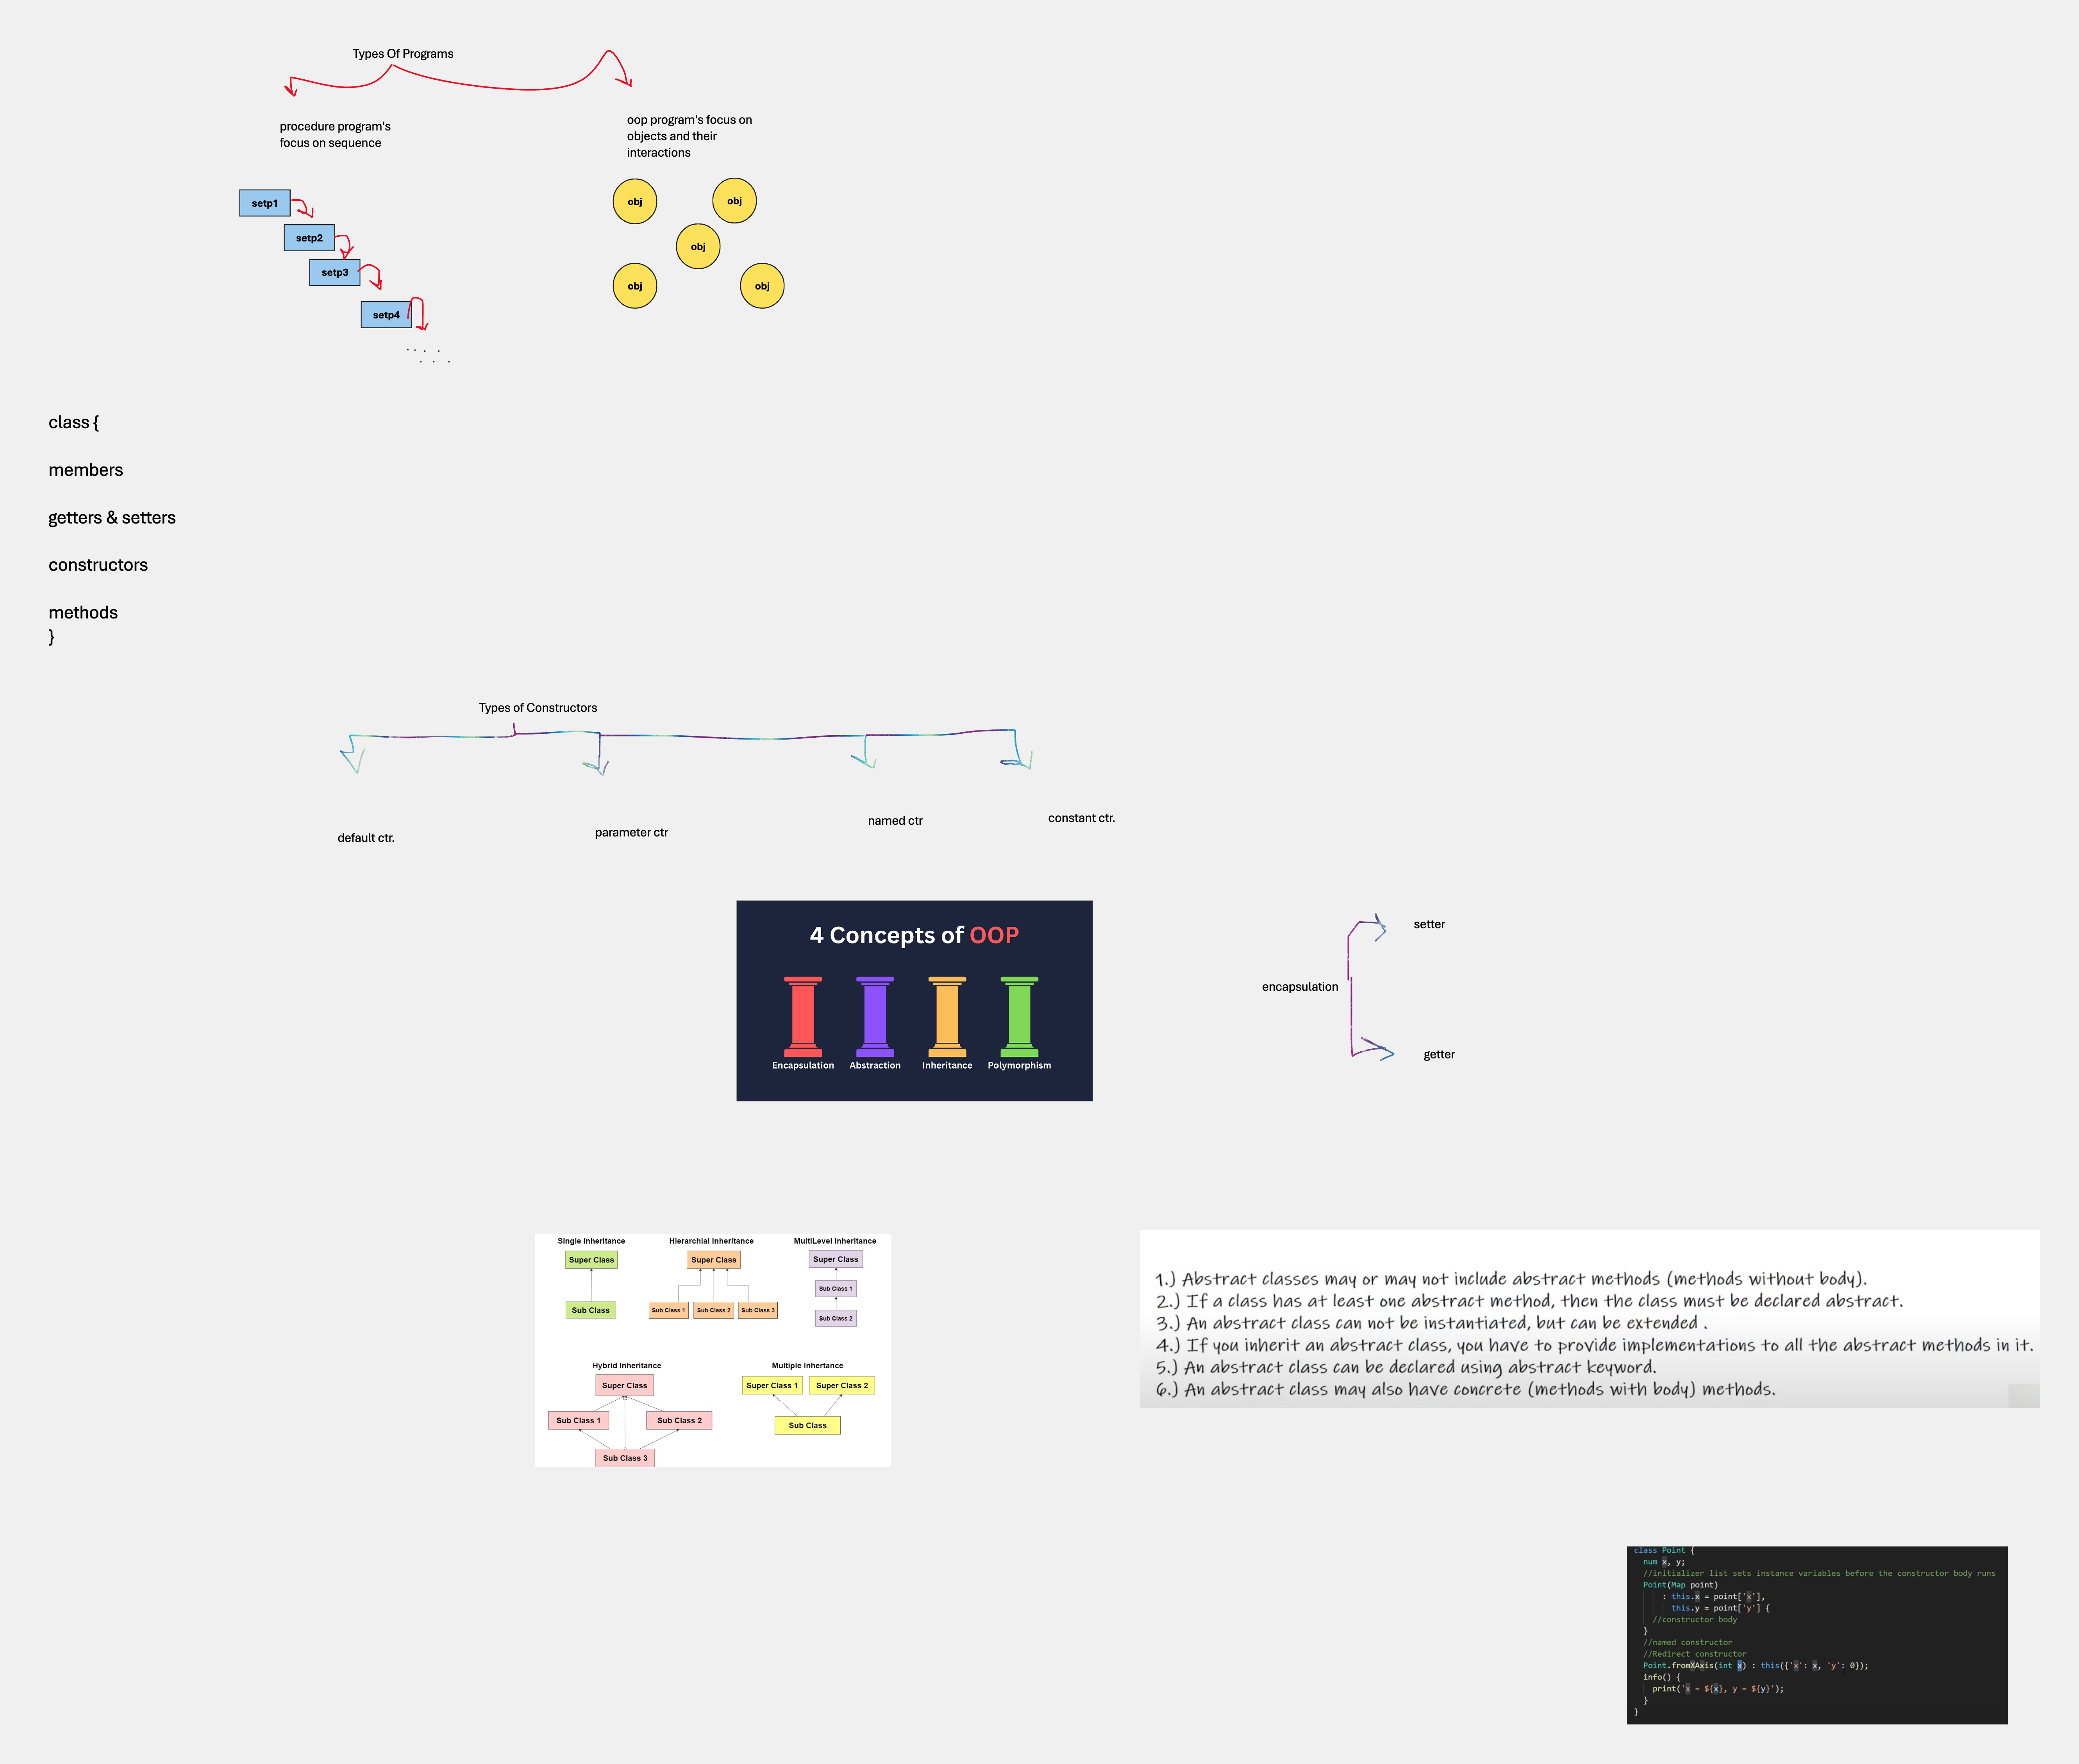 Types Of Programs
procedure program's
focus on sequence
oop program's focus on
objects and their
interactions
setp1
setp2
setp3
setp4
obj
obj
obj
obj
obj
class {
members
getters & setters
constructors
methods
}
Types of Constructors
default ctr.
parameter ctr
named ctr
constant ctr.
4 Concepts of OOP
Encapsulation
Abstraction
Inheritance
Polymorphism
encapsulation
setter
getter
Single Inheritance
Super Class
Sub Class
Hierarchial Inheritance
Super Class
Sub Class 1
Sub Class 2
Sub Class 3
MultiLevel Inheritance
Super Class
Sub Class 1
Sub Class 2
Hybrid Inheritance
Super Class
Sub Class 1
Sub Class 2
Sub Class 3
Multiple Inhertance
Super Class 1
Super Class 2
Sub Class
1.) Abstract classes may or may not include abstract methods (methods without body).
2.) If a class has at least one abstract method, then the class must be declared abstract.
3.) An abstract class can not be instantiated, but can be extended .
4.) If you inherit an abstract class, you have to provide implementations to all the abstract methods in it.
5.) An abstract class can be declared using abstract keyword.
6.) An abstract class may also have concrete (methods with body) methods.
class Point {
num x, y;
//initializer list sets instance variables before the constructor body runs
Point(Map point)
: this.x = point['x'],
this.y = point['y'] {
//constructor body
}
//named constructor
//Redirect constructor
Point.fromXAxis(int x) : this({'x': x, 'y': 0});
info() {
print('x = ${x}, y = ${y}');
}
}